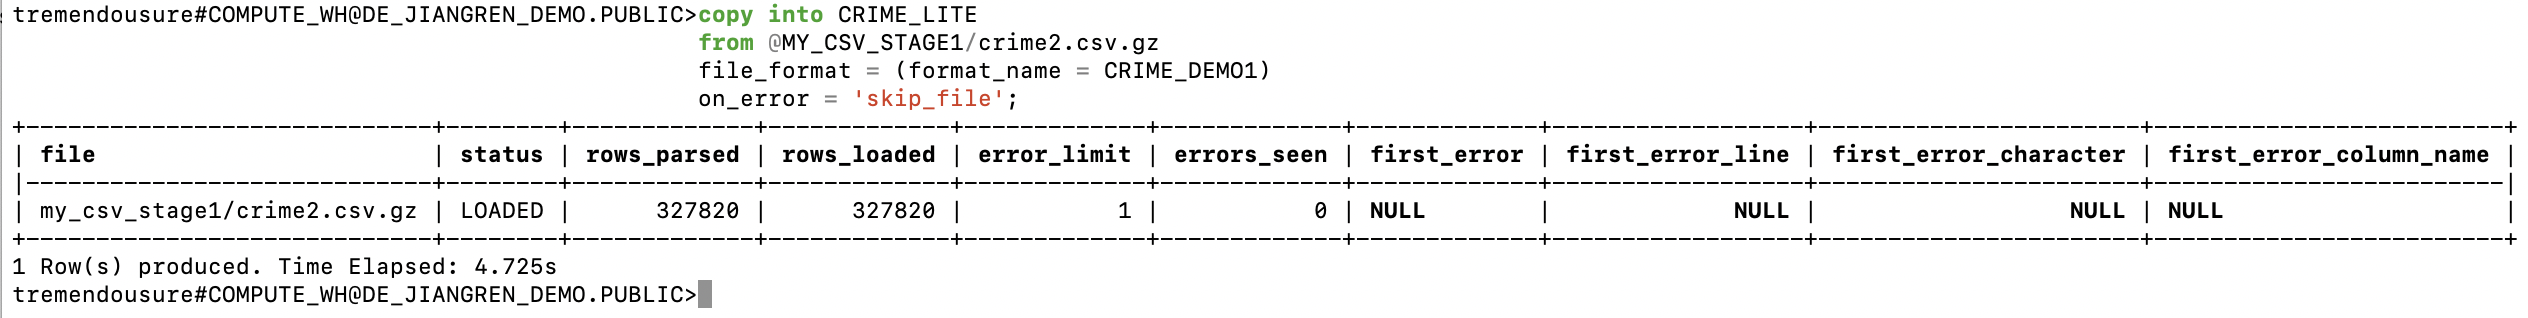 tremendousure#COMPUTE_WH@DE_JIANGREN_DEMO.PUBLIC>copy into CRIME_LITE
from @MY_CSV_STAGE1/crime2.csv.gz
file_format = (format_name = CRIME_DEMO1)
on_error = 'skip_file';
+-----------------------------+--------+-------------+-------------+-------------+-------------+-------------+------------------+-----------------------+-------------------------+
| file | status | rows_parsed | rows_loaded | error_limit | errors_seen | first_error | first_error_line | first_error_character | first_error_column_name |
|-----------------------------+--------+-------------+-------------+-------------+-------------+-------------+------------------+-----------------------+-------------------------|
| my_csv_stage1/crime2.csv.gz | LOADED | 327820 | 327820 | 1 | 0 | NULL | NULL | NULL | NULL |
+-----------------------------+--------+-------------+-------------+-------------+-------------+-------------+------------------+-----------------------+-------------------------+
1 Row(s) produced. Time Elapsed: 4.725s
tremendousure#COMPUTE_WH@DE_JIANGREN_DEMO.PUBLIC>